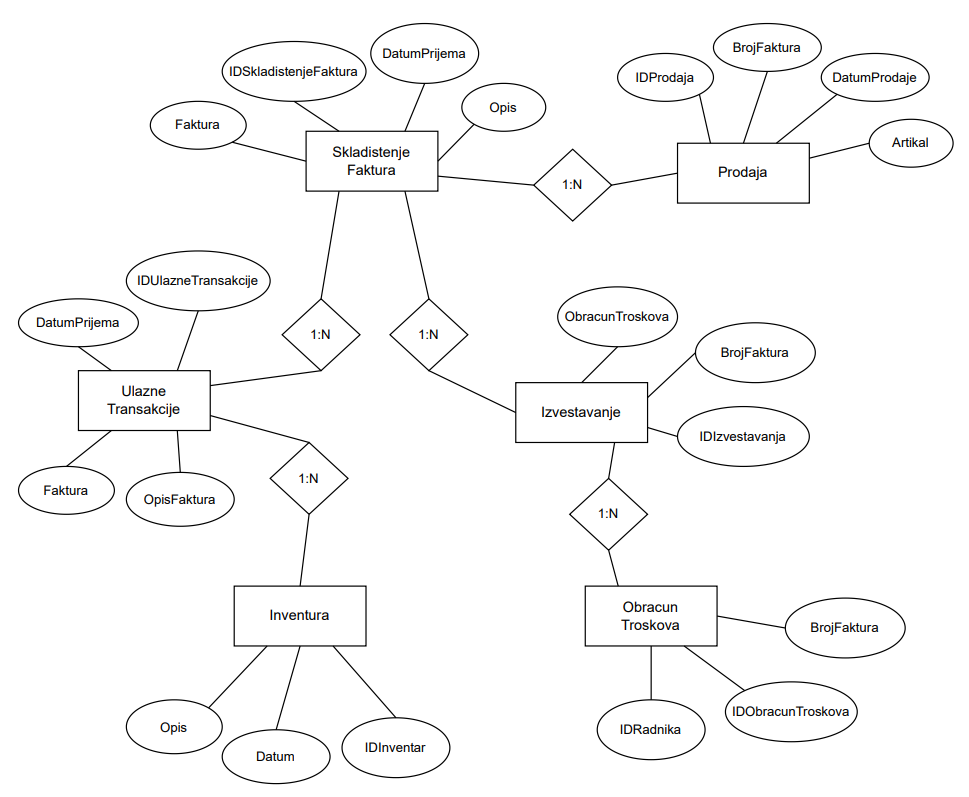 DatumPrijema
BrojFaktura
IDSkladistenjeFaktura
IDProdaja
DatumProdaje
Opis
Faktura
Artikal
Skladistenje
Faktura
Prodaja
1:N
IDUlazneTransakcije
DatumPrijema
ObracunTroskova
1:N
1:N
BrojFaktura
Ulazne
Transakcije
Izvestavanje
IDIzvestavanja
Faktura
OpisFaktura
1:N
1:N
Inventura
Obracun
Troskova
BrojFaktura
Opis
Datum
IDInventar
IDRadnika
IDObracunTroskova